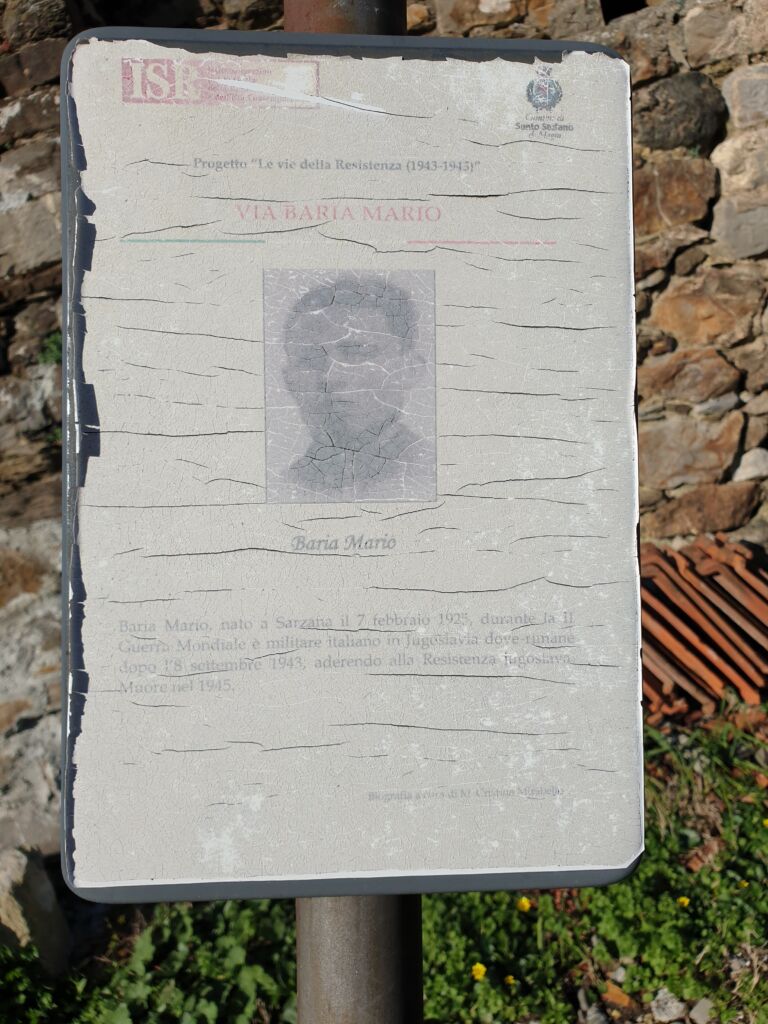 ISR
Comune di
Santo Stefano
di Magra
Progetto "Le vie della Resistenza (1943-1945)"
VIA BARIA MARIO
Baria Mario
Baria Mario, nato a Sarzana il 7 febbraio 1925, durante la II
Guerra Mondiale è militare italiano in Jugoslavia dove rimane
dopo l'8 settembre 1943, aderendo alla Resistenza Jugoslava.
Muore nel 1945.
Biografia a cura di M. Cristina Mirabello